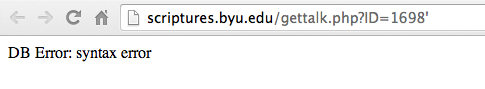 scriptures.byu.edu/gettalk.php?ID=1698'
DB Error: syntax error